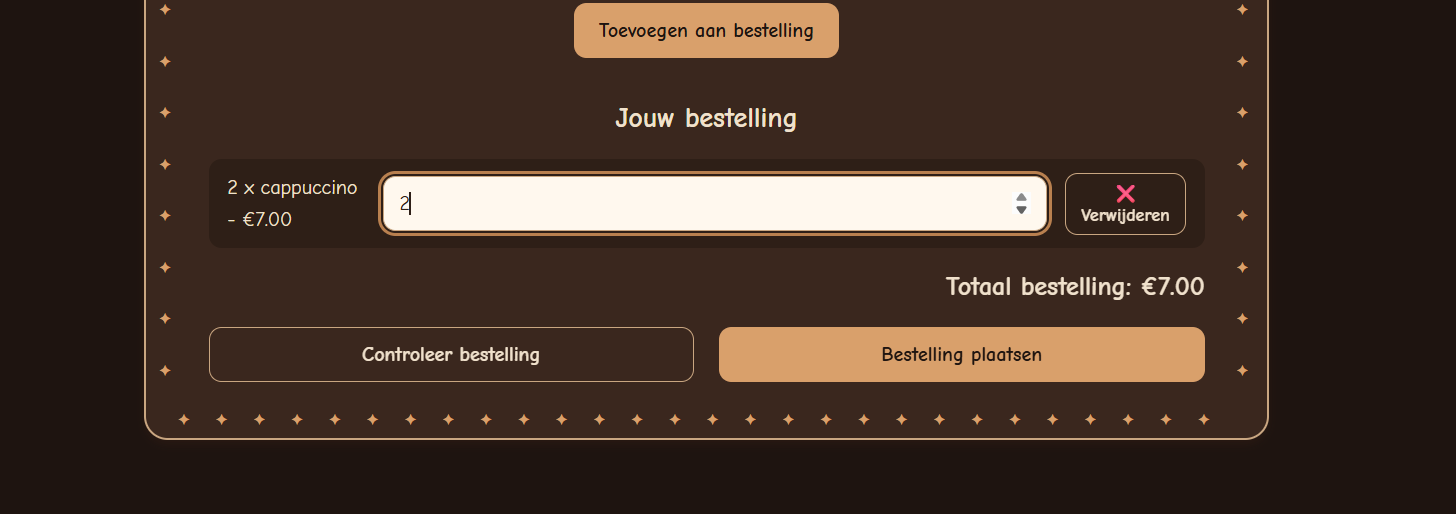 Toevoegen aan bestelling
Jouw bestelling
2 x cappuccino
- €7.00
2
Verwijderen
Totaal bestelling: €7.00
Controleer bestelling
Bestelling plaatsen